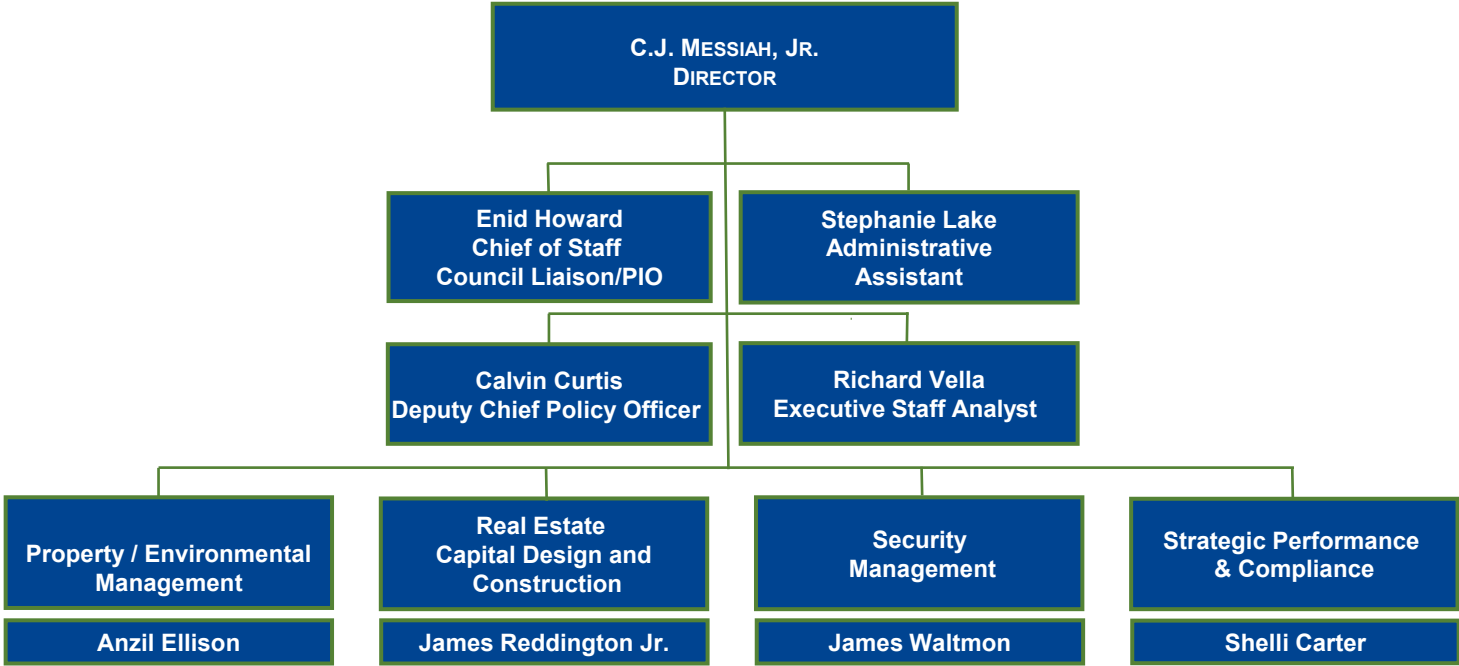 C.J. MESSIAH, JR.
DIRECTOR
Enid Howard
Chief of Staff
Council Liaison/PIO
Stephanie Lake
Administrative
Assistant
Calvin Curtis
Deputy Chief Policy Officer
Richard Vella
Executive Staff Analyst
Property / Environmental
Management
Anzil Ellison
Real Estate
Capital Design and
Construction
James Reddington Jr.
Security
Management
James Waltmon
Strategic Performance
& Compliance
Shelli Carter